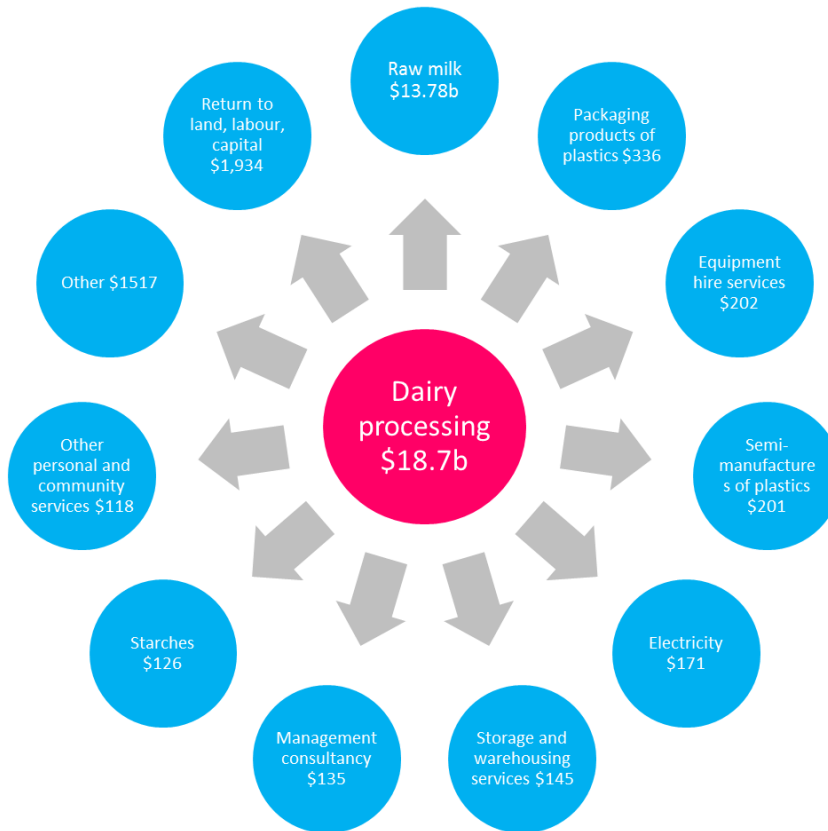 Raw milk
$13.78b
Packaging
products of
plastics $336
Equipment
hire services
$202
Semi-
manufacture
s of plastics
$201
Electricity
$171
Storage and
warehousing
services $145
Management
consultancy
$135
Starches
$126
Other
personal and
community
services $118
Other $1517
Return to
land, labour,
capital
$1,934
Dairy
processing
$18.7b